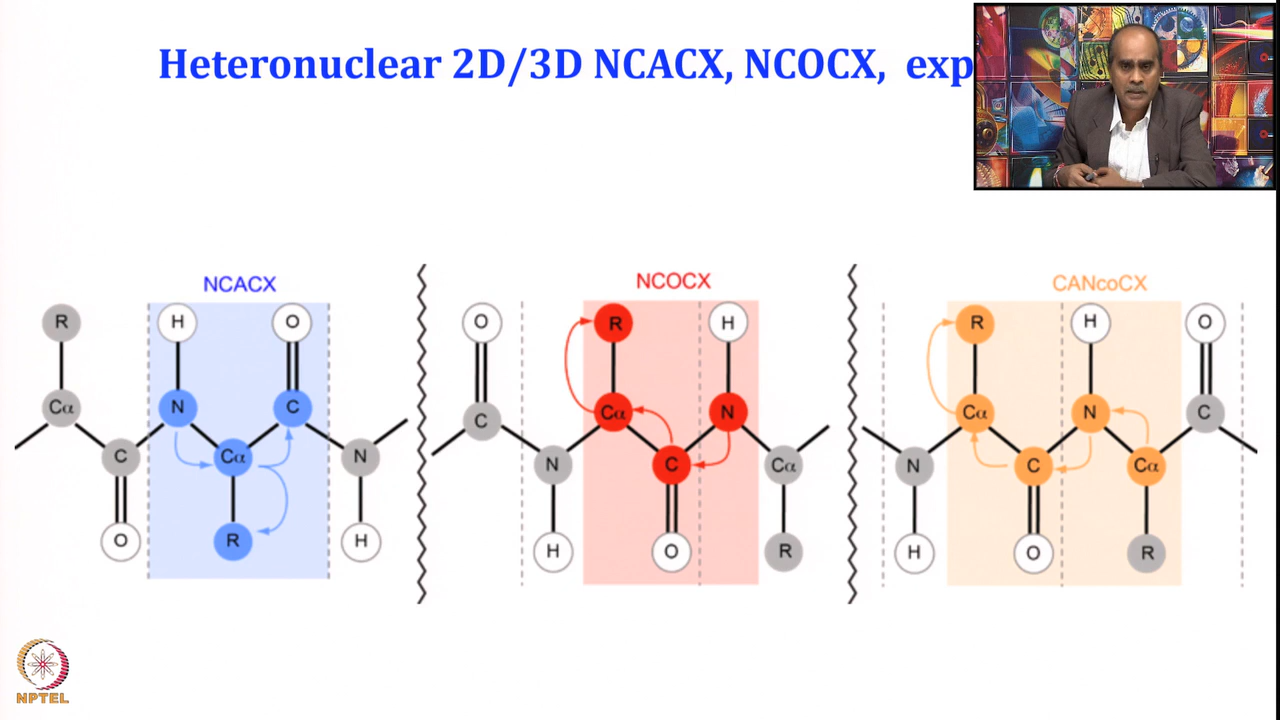 Heteronuclear 2D/3D NCACX, NCOCX, exp
NCACX
NCOCX
CANcoCX
R H O
Cα N C
C Cα N
O R H
O R H
C Cα N
N C Cα
H O R
R H O
Cα N C
N C Cα
H O R
NPTEL